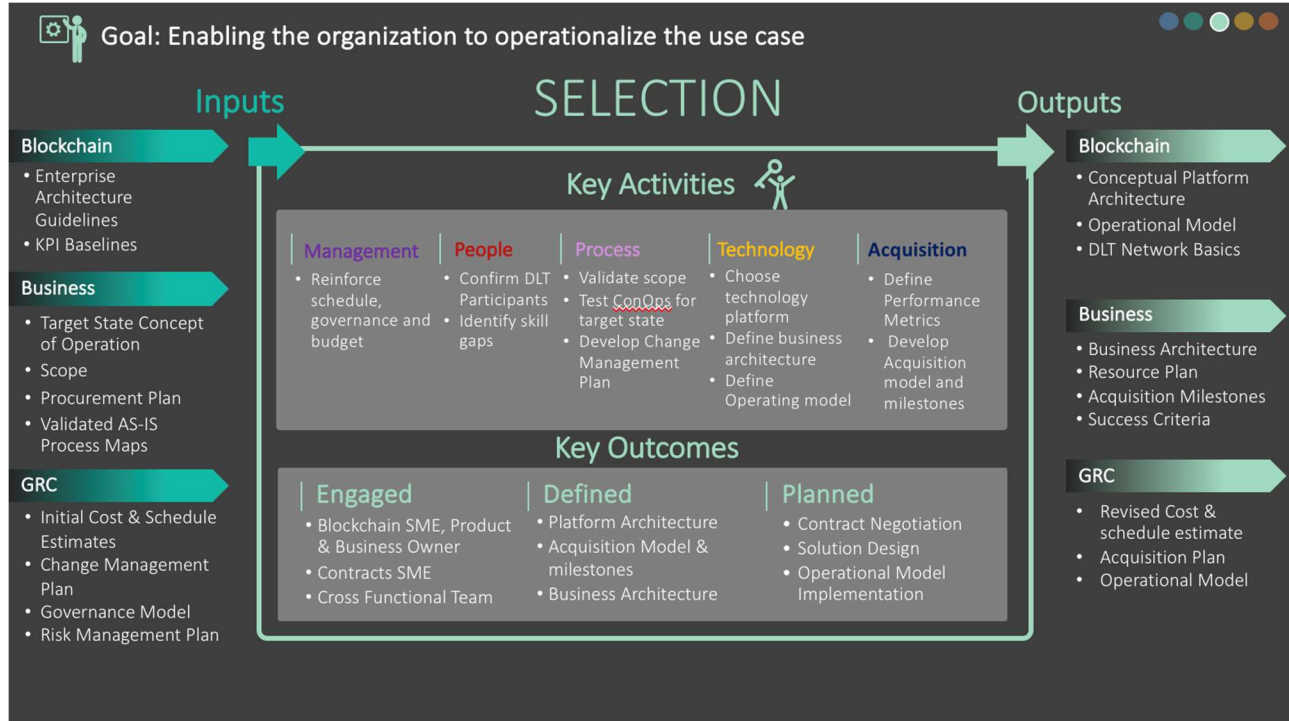 Goal: Enabling the organization to operationalize the use case
SELECTION
Inputs
Blockchain
• Enterprise
Architecture
Guidelines
• KPI Baselines
Business
• Target State Concept
of Operation
• Scope
• Procurement Plan
• Validated AS-IS
Process Maps
GRC
• Initial Cost & Schedule
Estimates
• Change Management
Plan
• Governance Model
• Risk Management Plan
Key Activities
Management
• Reinforce
schedule,
governance and
budget
People
• Confirm DLT
Participants
• Identify skill
gaps
Process
• Validate scope
• Test ConOps for
target state
• Develop Change
Management
Plan
Technology
• Choose
technology
platform
• Define business
architecture
• Define
Operating model
Acquisition
• Define
Performance
Metrics
• Develop
Acquisition
model and
milestones
Key Outcomes
Engaged
• Blockchain SME, Product
& Business Owner
• Contracts SME
• Cross Functional Team
Defined
• Platform Architecture
• Acquisition Model &
milestones
• Business Architecture
Planned
• Contract Negotiation
• Solution Design
• Operational Model
Implementation
Outputs
Blockchain
• Conceptual Platform
Architecture
• Operational Model
• DLT Network Basics
Business
• Business Architecture
• Resource Plan
• Acquisition Milestones
• Success Criteria
GRC
• Revised Cost &
schedule estimate
• Acquisition Plan
• Operational Model